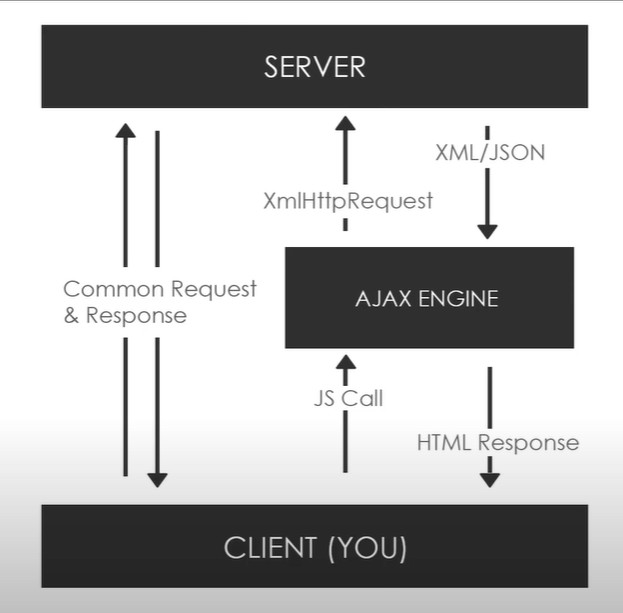 SERVER
XML/JSON
XmlHttpRequest
Common Request
& Response
AJAX ENGINE
JS Call
HTML Response
CLIENT (YOU)